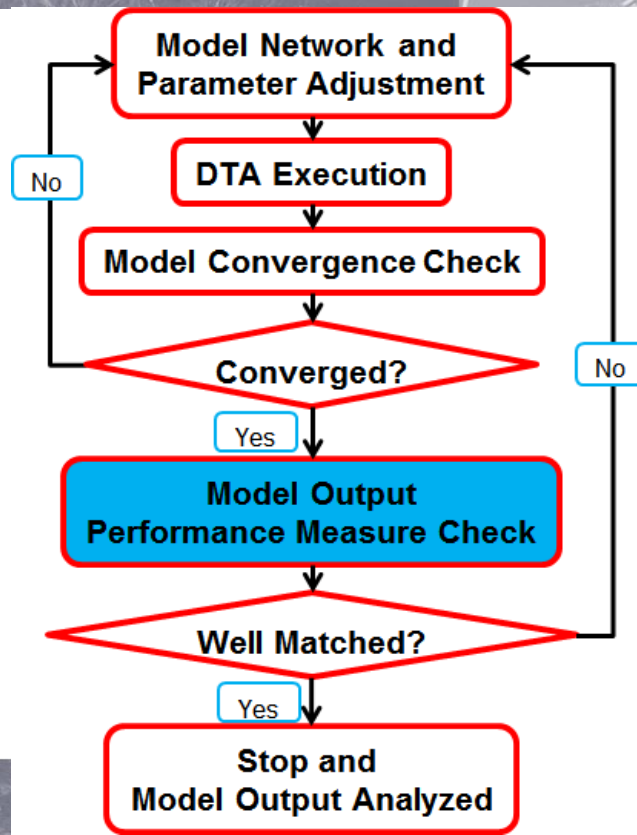 Model Network and
Parameter Adjustment
No
DTA Execution
Model Convergence Check
Converged?
No
Yes
Model Output
Performance Measure Check
Well Matched?
Yes
Stop and
Model Output Analyzed